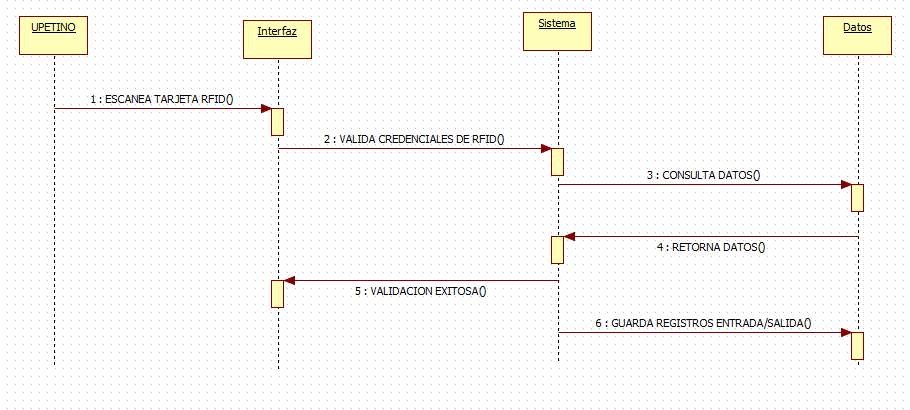 UPETINO
Interfaz
Sistema
Datos
1 : ESCANEA TARJETA RFID()
2 : VALIDA CREDENCIALES DE RFID()
3 : CONSULTA DATOS()
4 : RETORNA DATOS()
5 : VALIDACION EXITOSA()
6 : GUARDA REGISTROS ENTRADA/SALIDA()